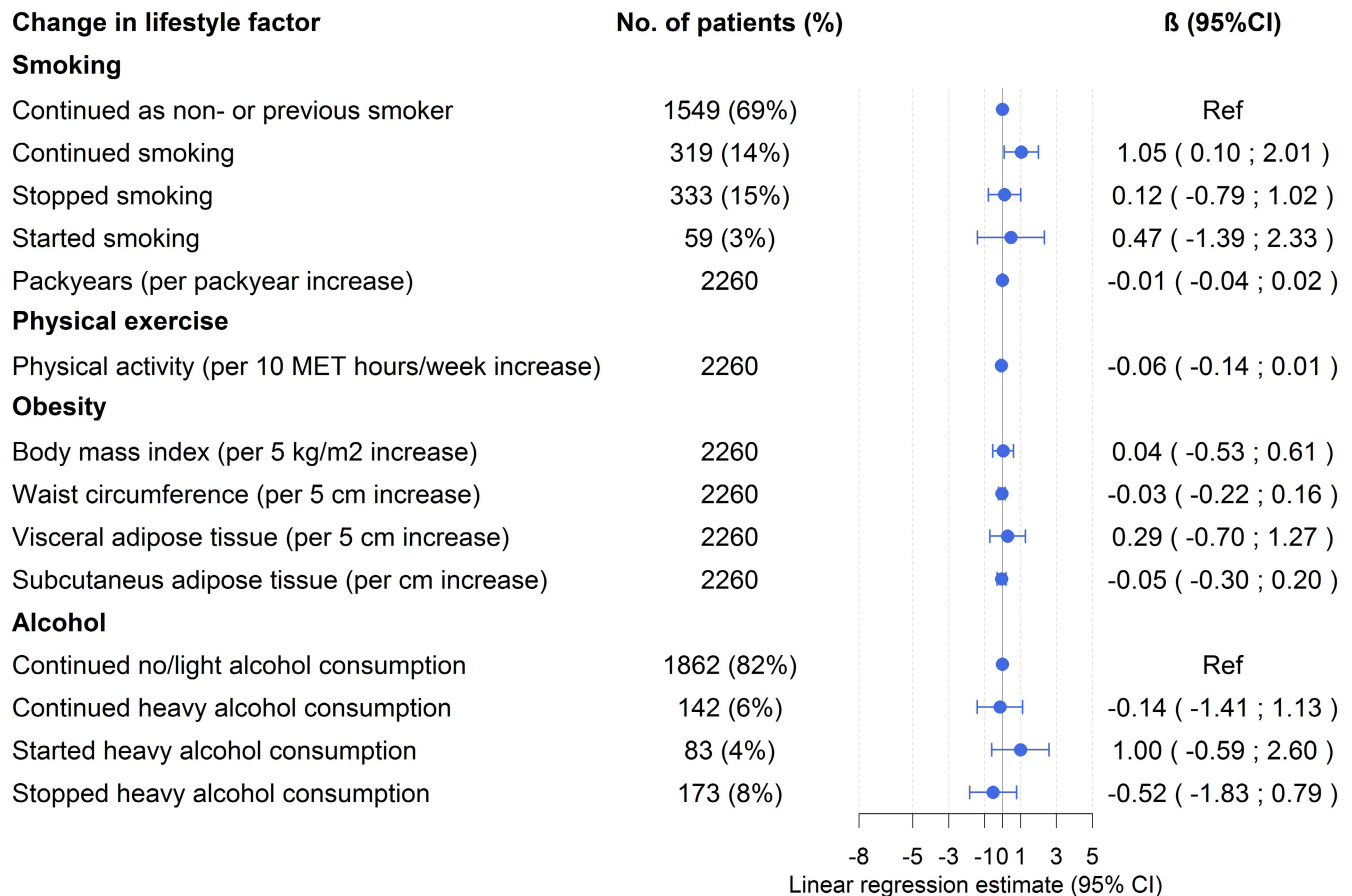 Change in lifestyle factor No. of patients (%) ß (95%CI)
Smoking
Continued as non- or previous smoker 1549 (69%) Ref
Continued smoking 319 (14%) 1.05 ( 0.10 ; 2.01 )
Stopped smoking 333 (15%) 0.12 ( -0.79 ; 1.02 )
Started smoking 59 (3%) 0.47 ( -1.39 ; 2.33 )
Packyears (per packyear increase) 2260 -0.01 ( -0.04 ; 0.02 )
Physical exercise
Physical activity (per 10 MET hours/week increase) 2260 -0.06 ( -0.14 ; 0.01 )
Obesity
Body mass index (per 5 kg/m2 increase) 2260 0.04 ( -0.53 ; 0.61 )
Waist circumference (per 5 cm increase) 2260 -0.03 ( -0.22 ; 0.16 )
Visceral adipose tissue (per 5 cm increase) 2260 0.29 ( -0.70 ; 1.27 )
Subcutaneus adipose tissue (per cm increase) 2260 -0.05 ( -0.30 ; 0.20 )
Alcohol
Continued no/light alcohol consumption 1862 (82%) Ref
Continued heavy alcohol consumption 142 (6%) -0.14 ( -1.41 ; 1.13 )
Started heavy alcohol consumption 83 (4%) 1.00 ( -0.59 ; 2.60 )
Stopped heavy alcohol consumption 173 (8%) -0.52 ( -1.83 ; 0.79 )
-8 -5 -3 -1 0 1 3 5
Linear regression estimate (95% CI)